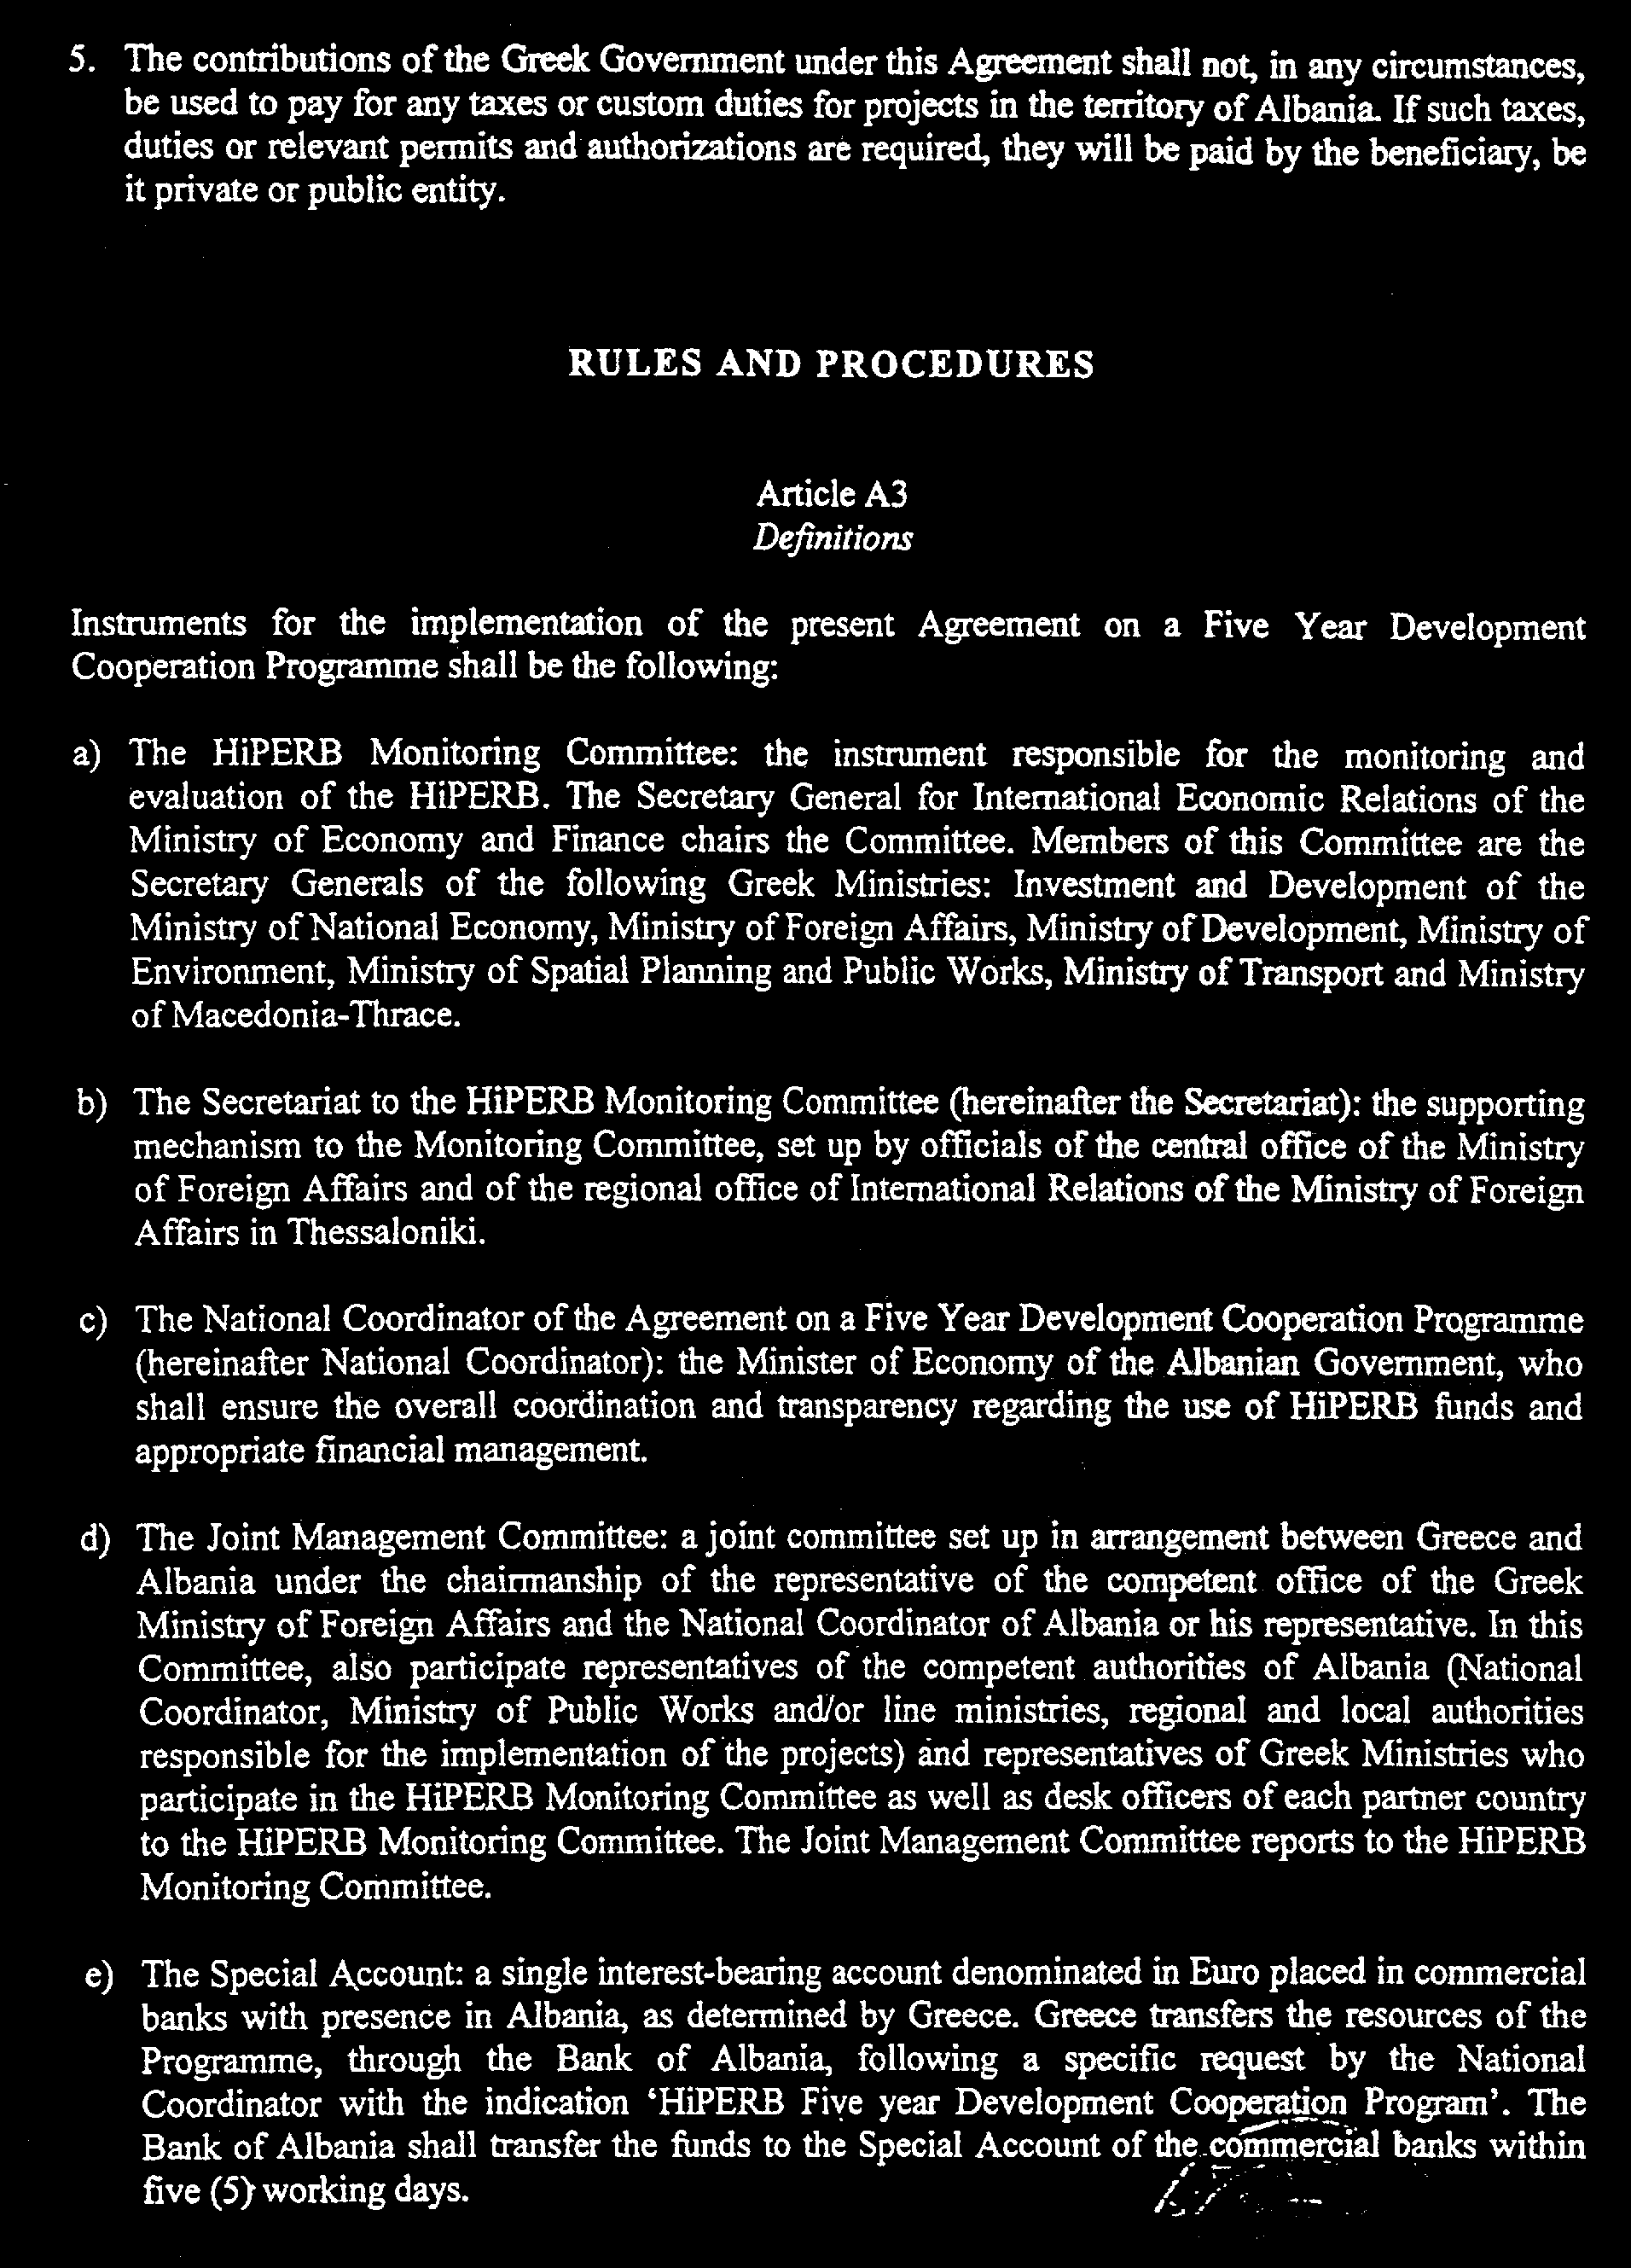 5. The contributions of the Greek Government under this Agreement shall not, in any circumstances,
be used to pay for any taxes or custom duties for projects in the territory of Albania. If such taxes,
duties or relevant permits and authorizations are required, they will be paid by the beneficiary, be
it private or public entity.
RULES AND PROCEDURES
Article A3
Definitions
Instruments for the implementation of the present Agreement on a Five Year Development
Cooperation Programme shall be the following:
a) The HiPERB Monitoring Committee: the instrument responsible for the monitoring and
evaluation of the HiPERB. The Secretary General for International Economic Relations of the
Ministry of Economy and Finance chairs the Committee. Members of this Committee are the
Secretary Generals of the following Greek Ministries: Investment and Development of the
Ministry of National Economy, Ministry of Foreign Affairs, Ministry of Development, Ministry of
Environment, Ministry of Spatial Planning and Public Works, Ministry of Transport and Ministry
of Macedonia-Thrace.
b) The Secretariat to the HiPERB Monitoring Committee (hereinafter the Secretariat): the supporting
mechanism to the Monitoring Committee, set up by officials of the central office of the Ministry
of Foreign Affairs and of the regional office of International Relations of the Ministry of Foreign
Affairs in Thessaloniki.
c) The National Coordinator of the Agreement on a Five Year Development Cooperation Programme
(hereinafter National Coordinator): the Minister of Economy of the Albanian Government, who
shall ensure the overall coordination and transparency regarding the use of HiPERB funds and
appropriate financial management.
d) The Joint Management Committee: a joint committee set up in arrangement between Greece and
Albania under the chairmanship of the representative of the competent office of the Greek
Ministry of Foreign Affairs and the National Coordinator of Albania or his representative. In this
Committee, also participate representatives of the competent authorities of Albania (National
Coordinator, Ministry of Public Works and/or line ministries, regional and local authorities
responsible for the implementation of the projects) and representatives of Greek Ministries who
participate in the HiPERB Monitoring Committee as well as desk officers of each partner country
to the HiPERB Monitoring Committee. The Joint Management Committee reports to the HiPERB
Monitoring Committee.
e) The Special Account: a single interest-bearing account denominated in Euro placed in commercial
banks with presence in Albania, as determined by Greece. Greece transfers the resources of the
Programme, through the Bank of Albania, following a specific request by the National
Coordinator with the indication ‘HiPERB Five year Development Cooperation Program’. The
Bank of Albania shall transfer the funds to the Special Account of the commercial banks within
five (5) working days.